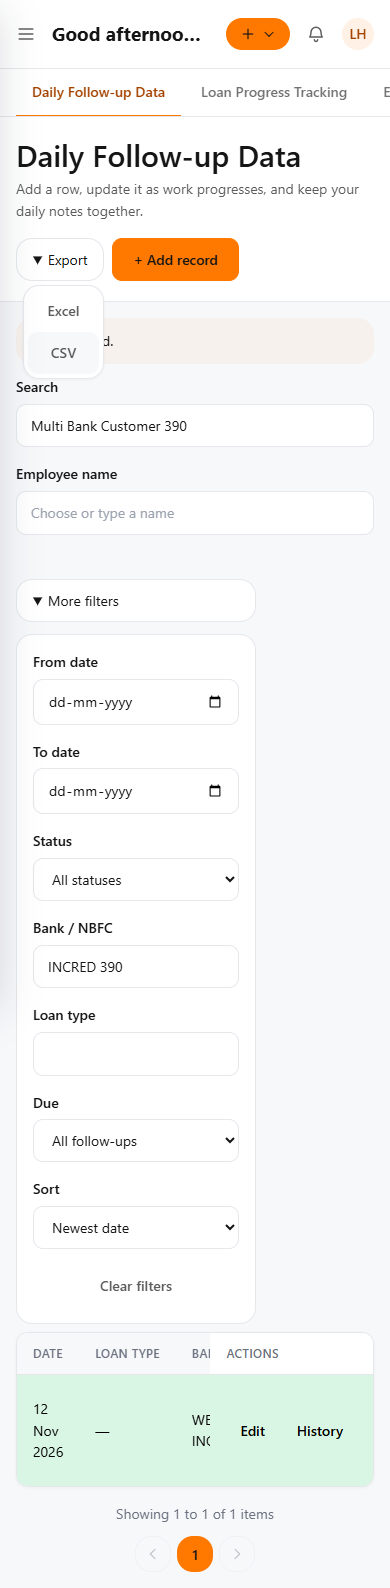 Good afternoo...
LH
Daily Follow-up Data
Loan Progress Tracking
E
Daily Follow-up Data
Add a row, update it as work progresses, and keep your
daily notes together.
▼ Export
+ Add record
Excel
CSV
d.
Search
Multi Bank Customer 390
Employee name
Choose or type a name
▼ More filters
From date
dd-mm-yyyy
To date
dd-mm-yyyy
Status
All statuses
Bank / NBFC
INCRED 390
Loan type
Due
All follow-ups
Sort
Newest date
Clear filters
DATE LOAN TYPE BA ACTIONS
12
Nov
2026
—
WE
INC
Edit
History
Showing 1 to 1 of 1 items
1